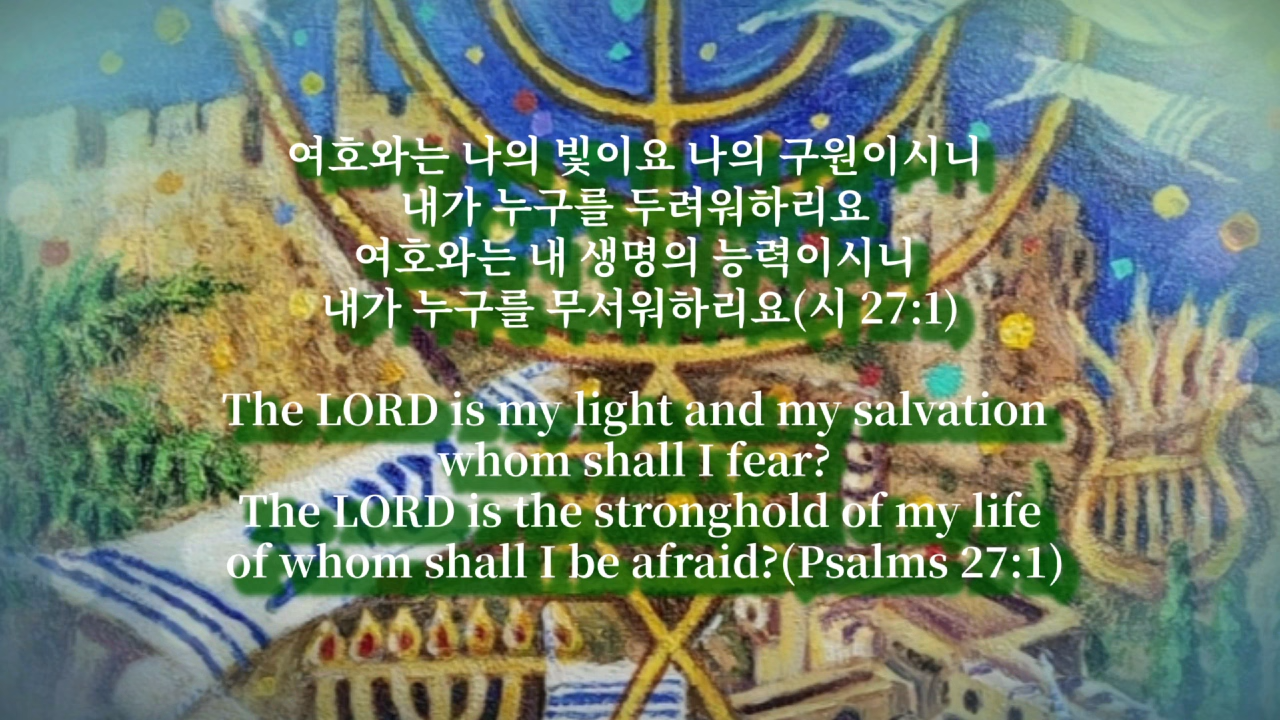 여호와는 나의 빛이요 나의 구원이시니
내가 누구를 두려워하리요
여호와는 내 생명의 능력이시니
내가 누구를 무서워하리요(시 27:1)
The LORD is my light and my salvation
whom shall I fear?
The LORD is the stronghold of my life
of whom shall I be afraid?(Psalms 27:1)